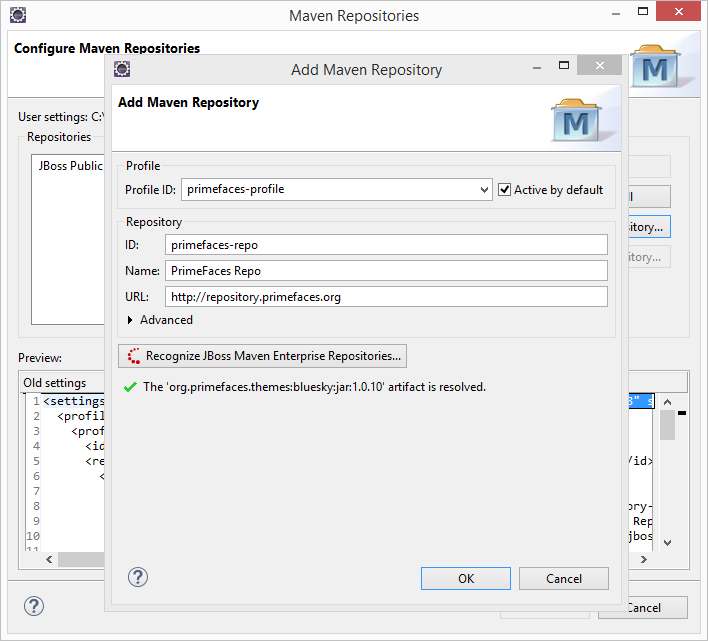 Maven Repositories
Configure Maven Repositories
User settings: C:\
Repositories
JBoss Public
Add Maven Repository
Add Maven Repository
M
M
Profile
Profile ID: primefaces-profile Active by default
Repository
ID: primefaces-repo
Name: PrimeFaces Repo
URL: http://repository.primefaces.org
Advanced
Recognize JBoss Maven Enterprise Repositories...
The 'org.primefaces.themes:bluesky:jar:1.0.10' artifact is resolved.
OK Cancel
Preview:
Old settings
1 <settings
2 <profil
3 <prof
4 <id
5 <re /id>
6 <
7
8 ory-
9 Rep
10 jbos
11
itory...
itory...
?
?
Cancel